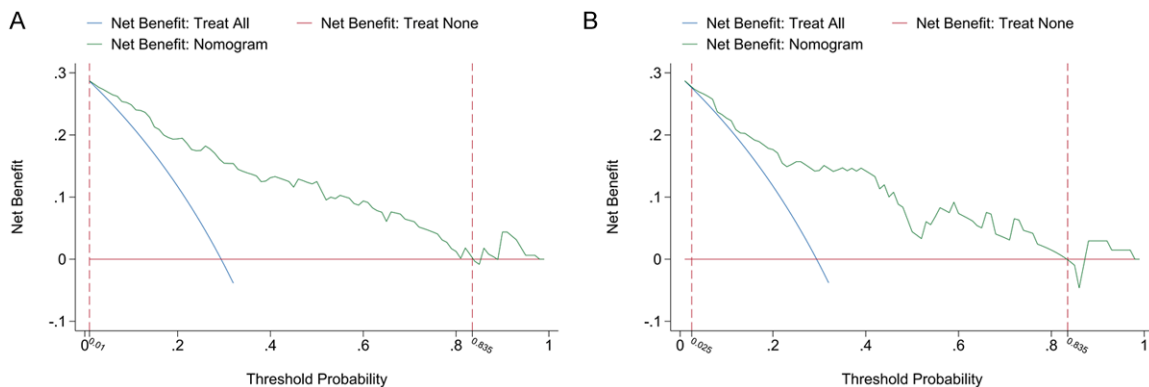 A
Net Benefit: Treat All
Net Benefit: Treat None
Net Benefit: Nomogram
.3
.2
.1
0
-.1
Net Benefit
0
0.01
.2
.4
.6
.8
0.835
1
Threshold Probability
B
Net Benefit: Treat All
Net Benefit: Treat None
Net Benefit: Nomogram
.3
.2
.1
0
-.1
Net Benefit
0
0.025
.2
.4
.6
.8
0.835
1
Threshold Probability